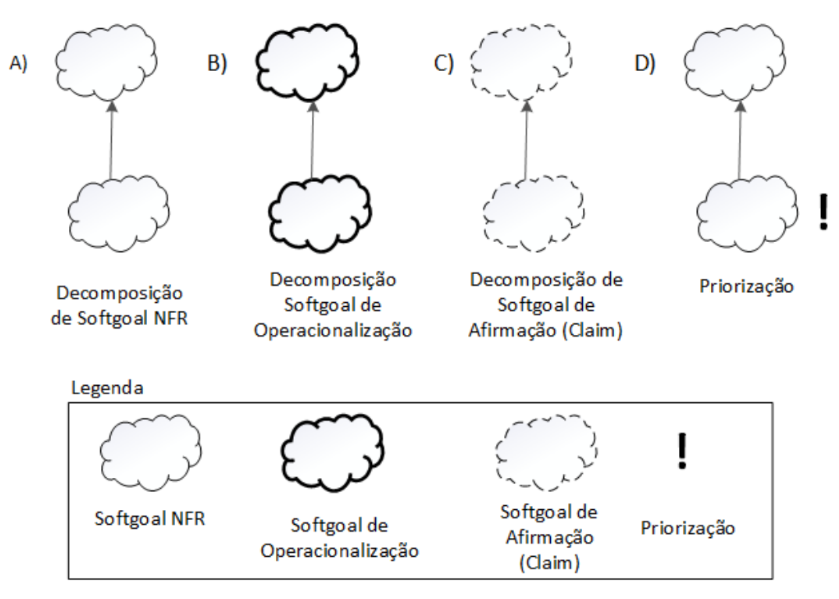 A)
B)
C)
D)
!
Decomposição
de Softgoal NFR
Decomposição
Softgoal de
Operacionalização
Decomposição de
Softgoal de
Afirmação (Claim)
Priorização
Legenda
!
Softgoal NFR
Softgoal de
Operacionalização
Softgoal de
Afirmação
(Claim)
Priorização